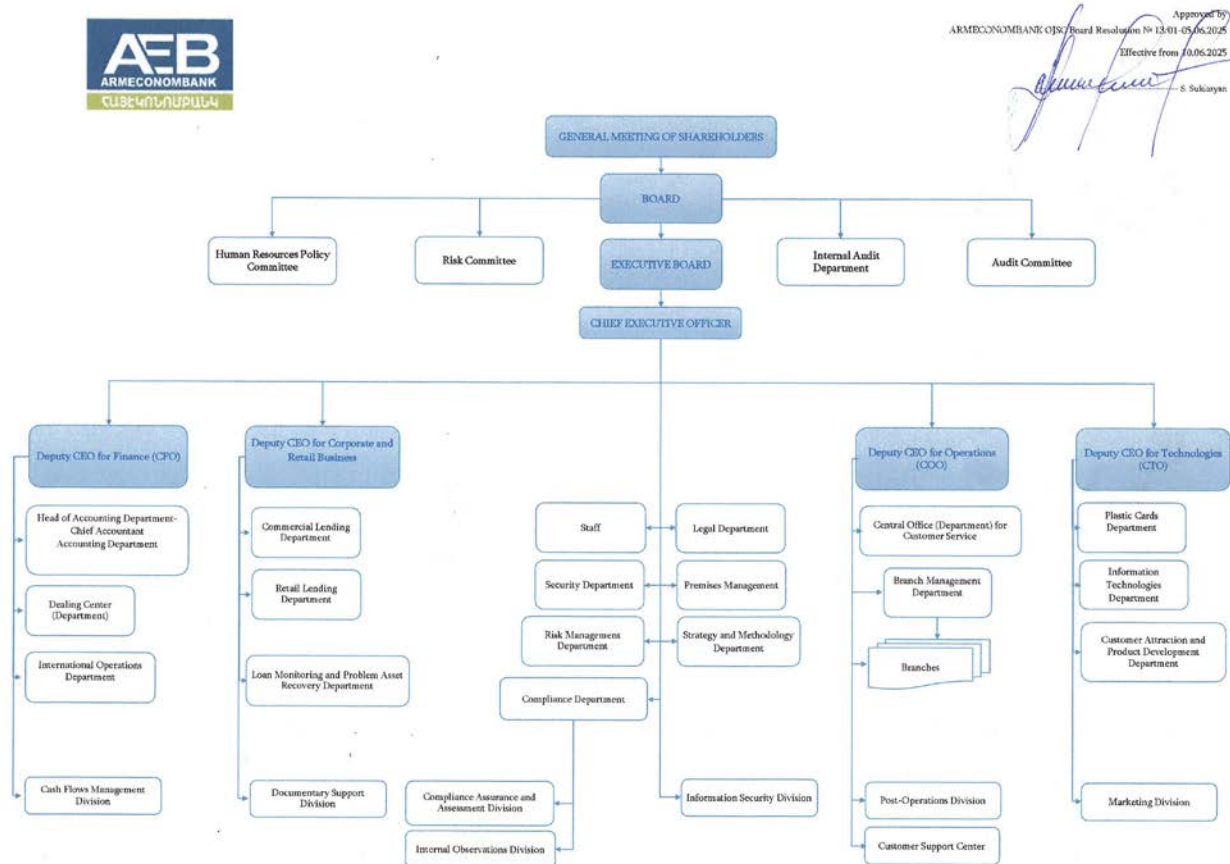 AEB
ARMECONOMBANK
ՀԱՅԷԿՈՆՈՄԲԱՆԿ
Approved by
ARMECONOMBANK OJSC Board Resolution № 13/01-05.06.2025
Effective from 10.06.2025
S. Sukiasyan
GENERAL MEETING OF SHAREHOLDERS
BOARD
Human Resources Policy
Committee
Risk Committee
EXECUTIVE BOARD
Internal Audit
Department
Audit Committee
CHIEF EXECUTIVE OFFICER
Deputy CEO for Finance (CFO)
Head of Accounting Department-
Chief Accountant
Accounting Department
Dealing Center
(Department)
International Operations
Department
Cash Flows Management
Division
Deputy CEO for Corporate and
Retail Business
Commercial Lending
Department
Retail Lending
Department
Loan Monitoring and Problem Asset
Recovery Department
Documentary Support
Division
Staff
Legal Department
Security Department
Premises Management
Risk Management
Department
Strategy and Methodology
Department
Compliance Department
Compliance Assurance and
Assessment Division
Internal Observations Division
Information Security Division
Deputy CEO for Operations
(COO)
Central Office (Department) for
Customer Service
Branch Management
Department
Branches
Post-Operations Division
Customer Support Center
Deputy CEO for Technologies
(CTO)
Plastic Cards
Department
Information
Technologies
Department
Customer Attraction and
Product Development
Department
Marketing Division